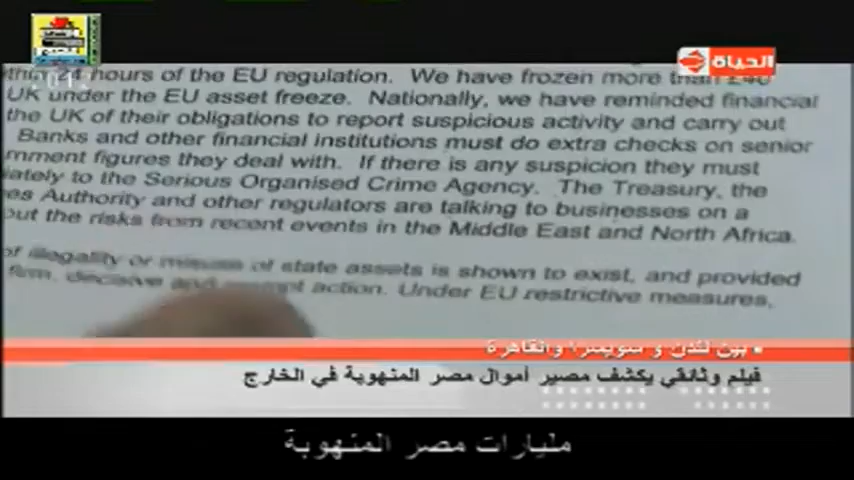 الحياة
thin 24 hours of the EU regulation. We have frozen more than £40
UK under the EU asset freeze. Nationally, we have reminded financial
the UK of their obligations to report suspicious activity and carry out
Banks and other financial institutions must do extra checks on senior
rnment figures they deal with. If there is any suspicion they must
iately to the Serious Organised Crime Agency. The Treasury, the
es Authority and other regulators are talking to businesses on a
out the risks from recent events in the Middle East and North Africa.
of illegality or misuse of state assets is shown to exist, and provided
firm, decisive and action. Under EU restrictive measures,
بين لندن و سويسرا والقاهرة
فيلم وثائقي يكشف مصير أموال مصر المنهوبة في الخارج
مليارات مصر المنهوبة